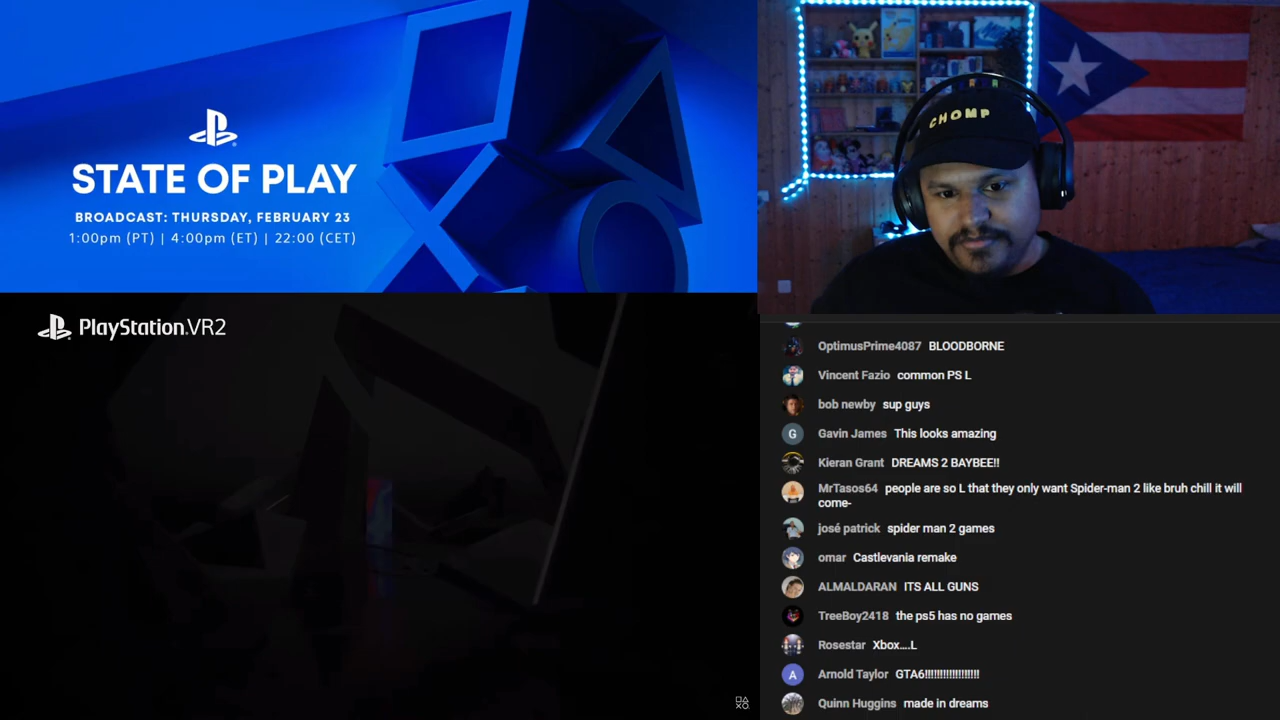 STATE OF PLAY
BROADCAST: THURSDAY, FEBRUARY 23
1:00pm (PT) | 4:00pm (ET) | 22:00 (CET)
CHOMP
PlayStation.VR2
OptimusPrime4087 BLOODBORNE
Vincent Fazio common PS L
bob newby sup guys
G Gavin James This looks amazing
Kieran Grant DREAMS 2 BAYBEE!!
MrTasos64 people are so L that they only want Spider-man 2 like bruh chill it will
come-
josé patrick spider man 2 games
omar Castlevania remake
ALMALDARAN ITS ALL GUNS
TreeBoy2418 the ps5 has no games
Rosestar Xbox....L
A Arnold Taylor GTA6!!!!!!!!!!!!!!!!!!!
Quinn Huggins made in dreams